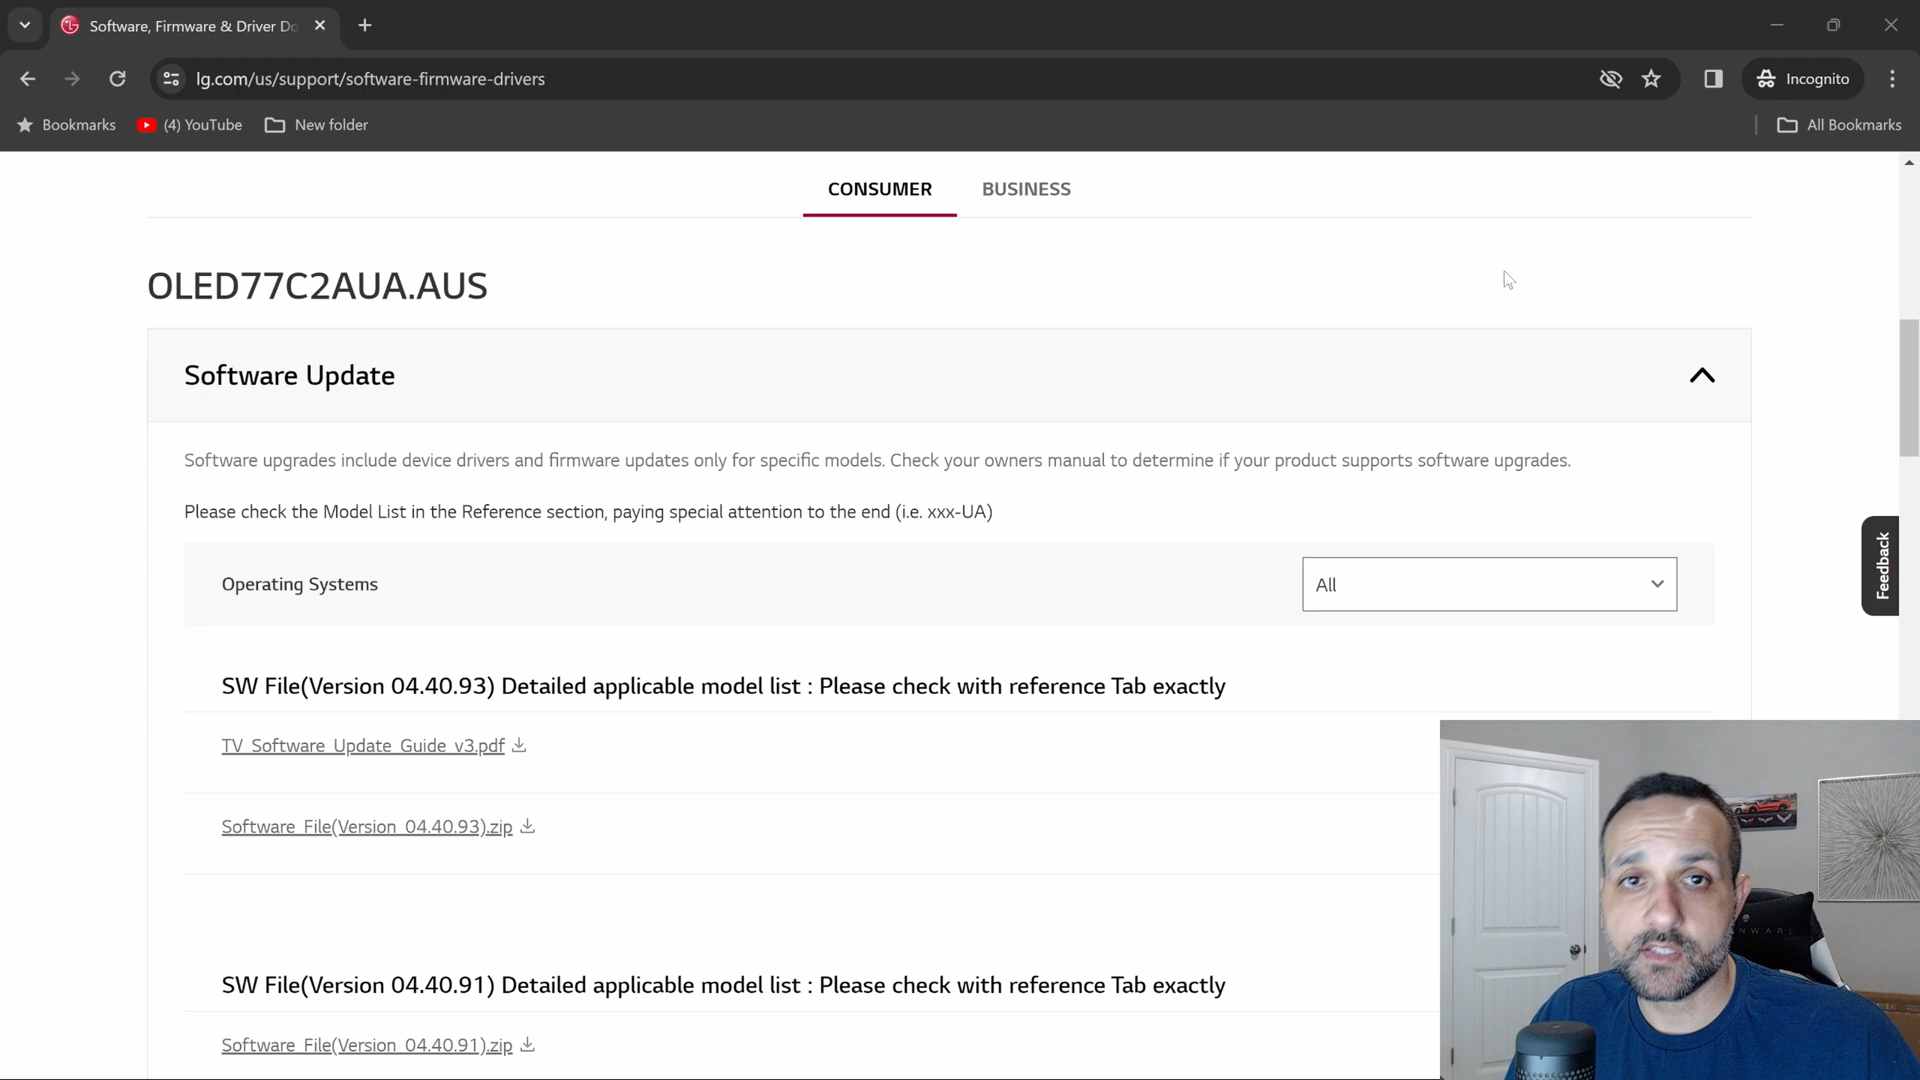 Software, Firmware & Driver Do
lg.com/us/support/software-firmware-drivers
Incognito
Bookmarks
(4) YouTube
New folder
All Bookmarks
CONSUMER
BUSINESS
OLED77C2AUA.AUS
Software Update
Software upgrades include device drivers and firmware updates only for specific models. Check your owners manual to determine if your product supports software upgrades.
Please check the Model List in the Reference section, paying special attention to the end (i.e. xxx-UA)
Operating Systems
All
Feedback
SW File(Version 04.40.93) Detailed applicable model list : Please check with reference Tab exactly
TV_Software_Update_Guide_v3.pdf
Software_File(Version_04.40.93).zip
SW File(Version 04.40.91) Detailed applicable model list : Please check with reference Tab exactly
Software_File(Version_04.40.91).zip